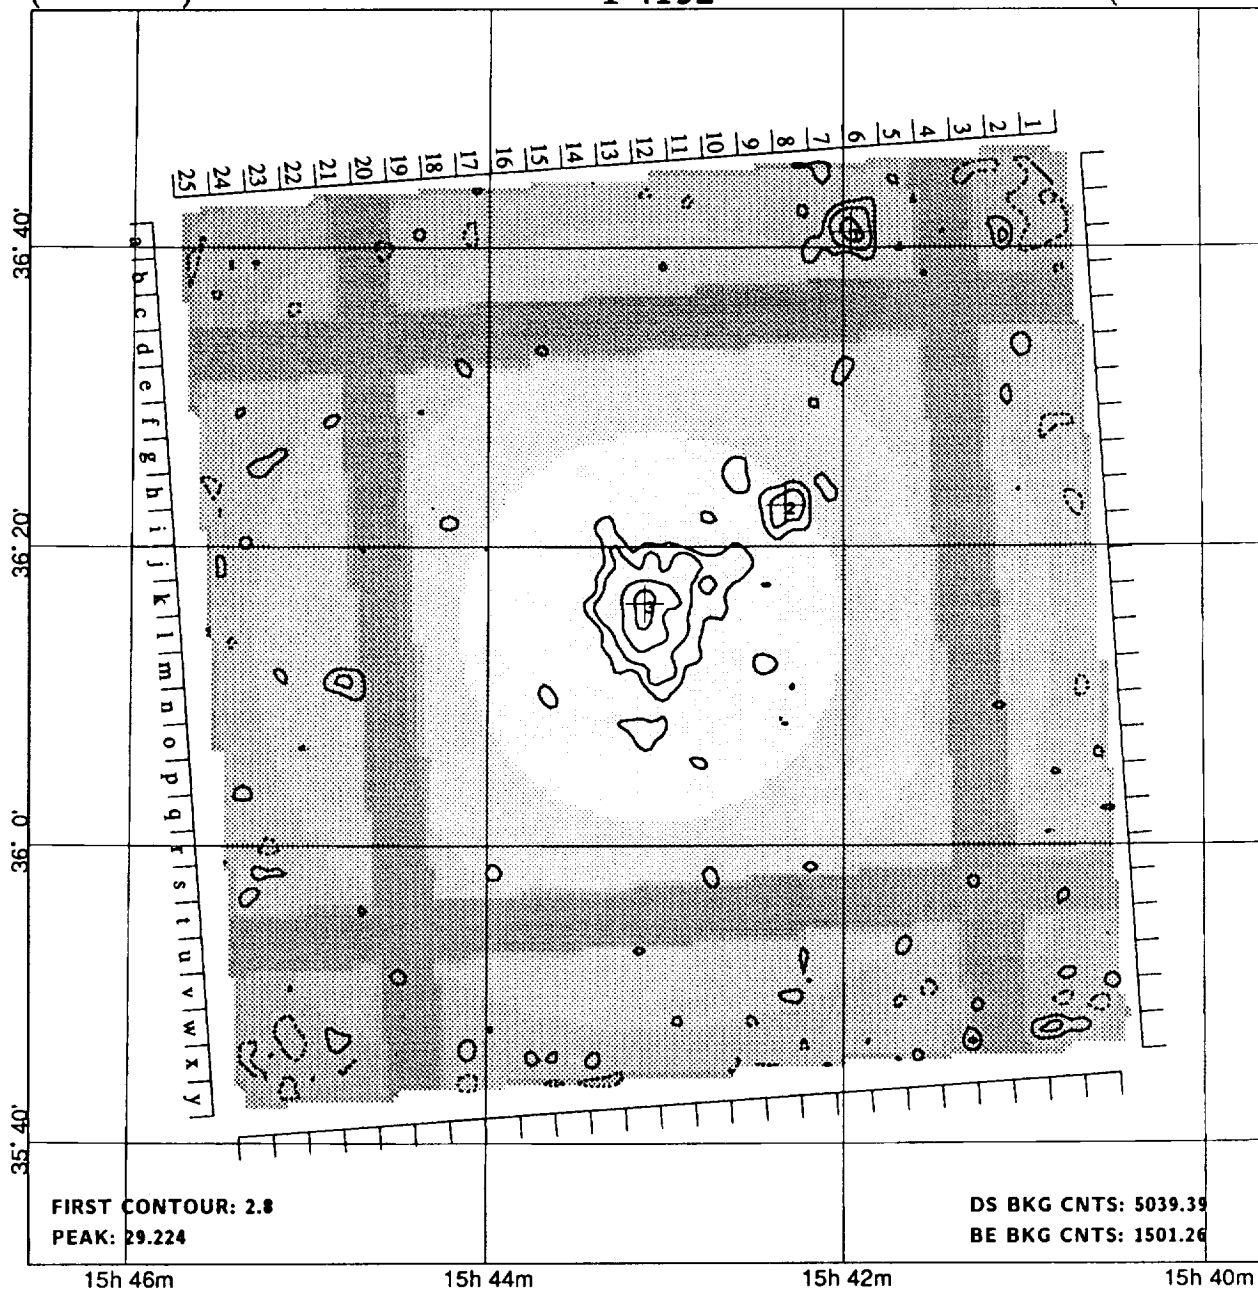 25 24 23 22 21 20 19 18 17 16 15 14 13 12 11 10 9 8 7 6 5 4 3 2 1
36° 40'
a b c d e f g h i j k l m n o p q r s t u v w x y
2
36° 20'
3
36° 0'
35° 40'
FIRST CONTOUR: 2.8
DS BKG CNTS: 5039.39
PEAK: 29.224
BE BKG CNTS: 1501.26
15h 46m 15h 44m 15h 42m 15h 40m